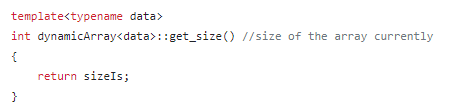 template<typename data>
int dynamicArray<data>::get_size() //size of the array currently
{
    return sizeIs;
}